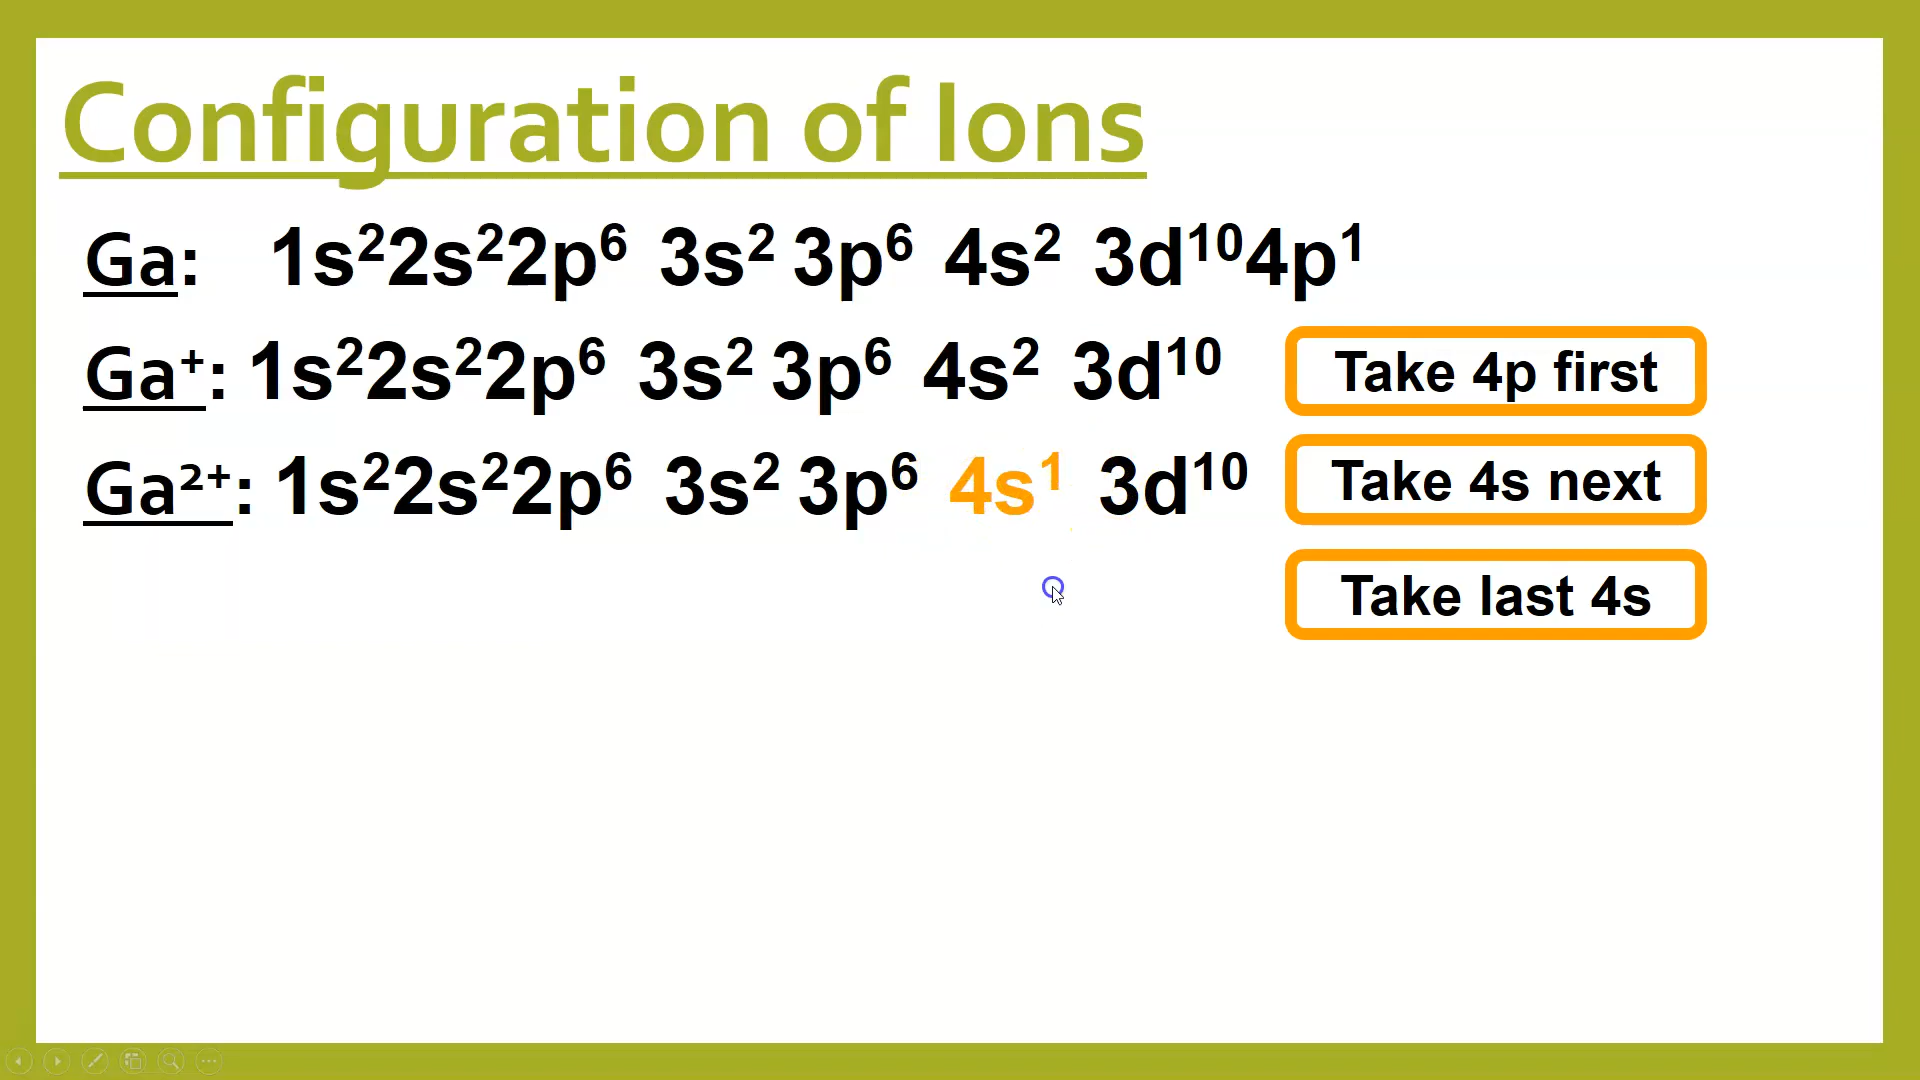 Configuration of Ions
Ga: 1s²2s²2p⁶ 3s² 3p⁶ 4s² 3d¹⁰4p¹
Ga⁺: 1s²2s²2p⁶ 3s² 3p⁶ 4s² 3d¹⁰
Take 4p first
Ga²⁺: 1s²2s²2p⁶ 3s² 3p⁶ 4s¹ 3d¹⁰
Take 4s next
Take last 4s